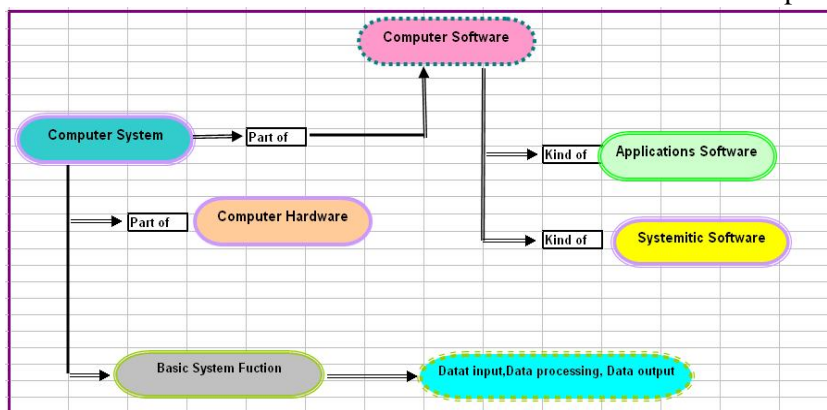 Computer Software
Computer System
Part of
Kind of
Applications Software
Part of
Computer Hardware
Kind of
Systemitic Software
Basic System Fuction
Datat input,Data processing, Data output